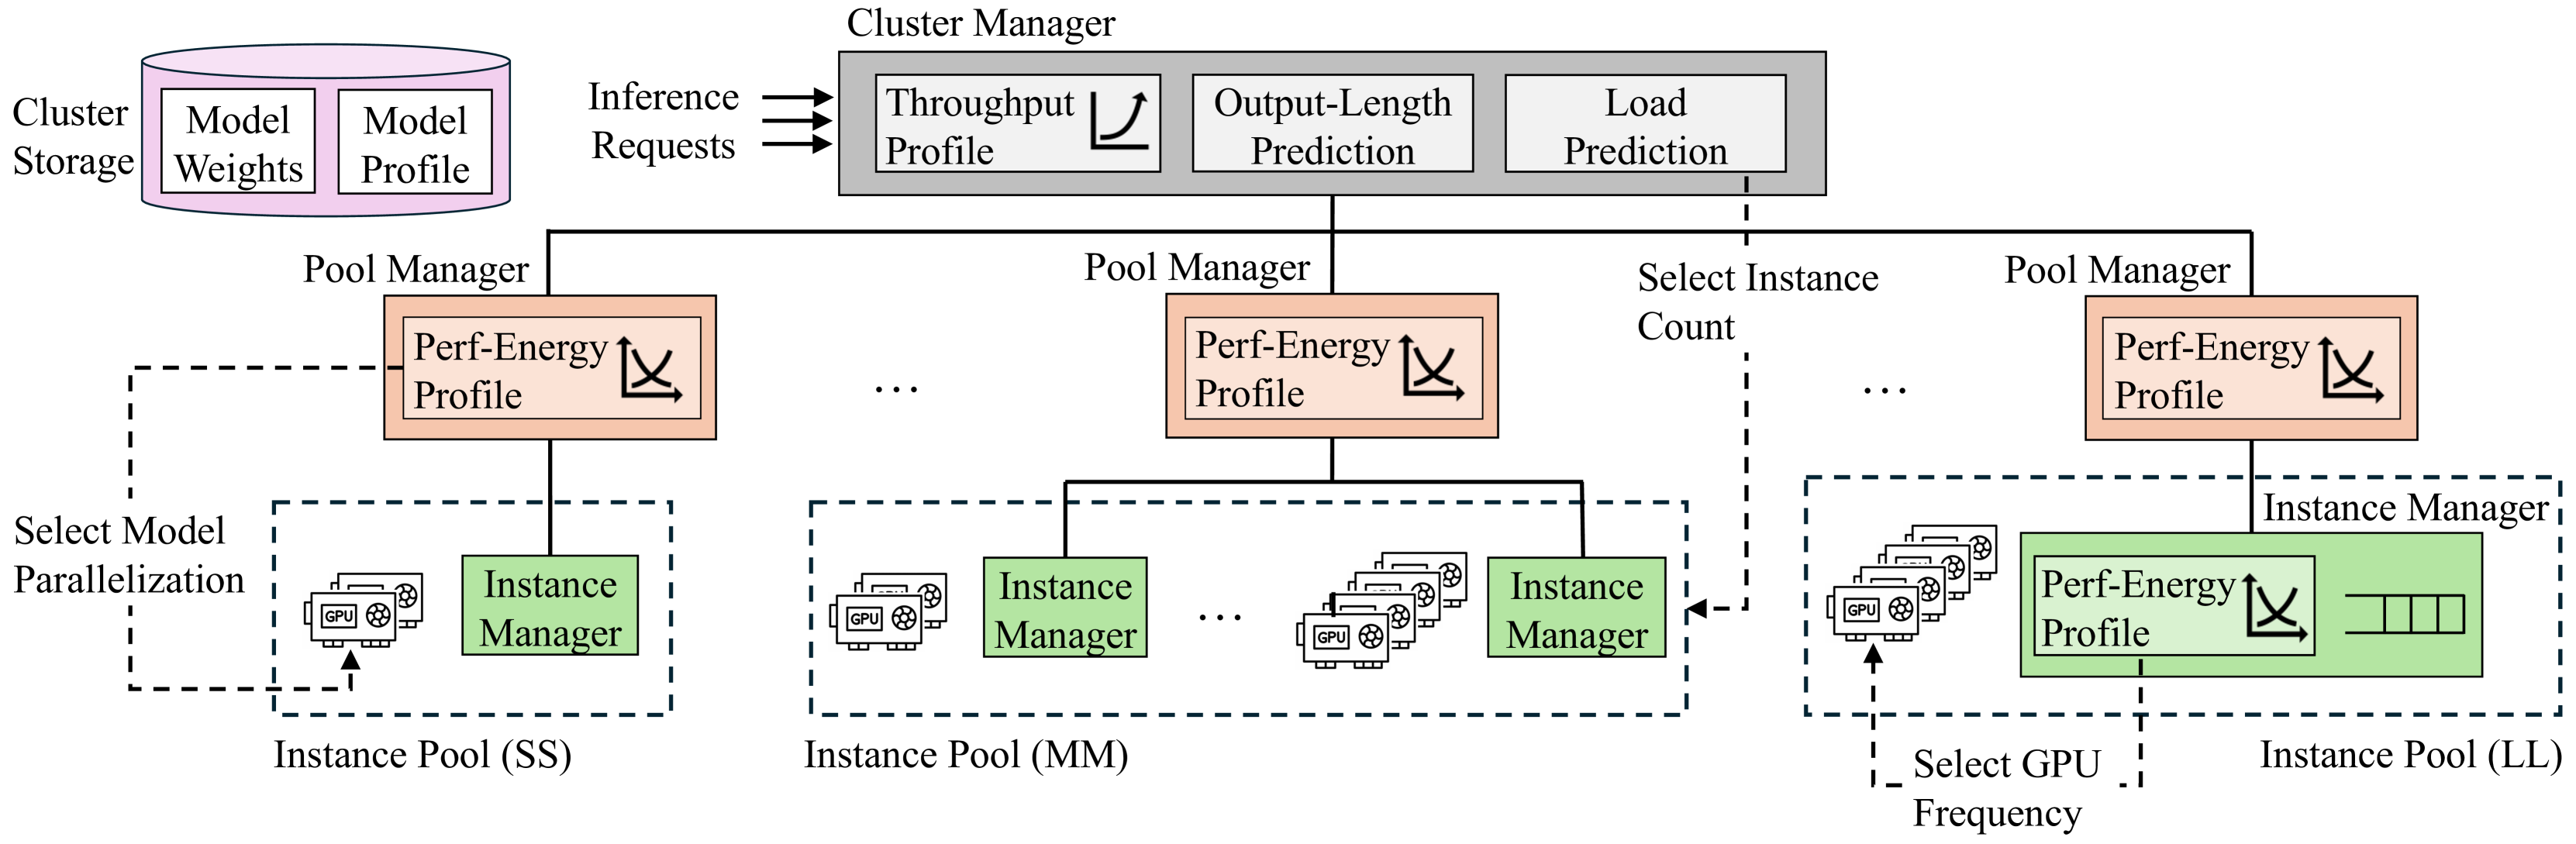 Cluster Manager
Cluster
Storage
Model
Weights
Model
Profile
Inference
Requests
Throughput
Profile
Output-Length
Prediction
Load
Prediction
Pool Manager
Pool Manager
Pool Manager
Select Instance
Count
Perf-Energy
Profile
...
Perf-Energy
Profile
...
Perf-Energy
Profile
Select Model
Parallelization
GPU
Instance
Manager
GPU
GPU
Instance
Manager
...
GPU
Instance
Manager
Instance Manager
GPU
GPU
Perf-Energy
Profile
Instance Pool (SS)
Instance Pool (MM)
Instance Pool (LL)
Select GPU
Frequency